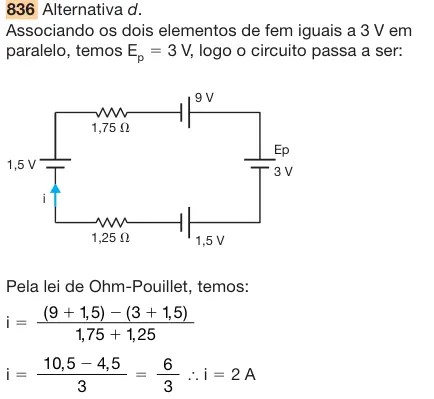 836 Alternativa d.
Associando os dois elementos de fem iguais a 3 V em
paralelo, temos Eₚ = 3 V, logo o circuito passa a ser:
9 V
1,75 Ω
Ep
3 V
1,5 V
i
1,25 Ω
1,5 V
Pela lei de Ohm-Pouillet, temos:
i = (9 + 1,5) − (3 + 1,5) / 1,75 + 1,25
i = 10,5 − 4,5 / 3 = 6 / 3 ∴ i = 2 A